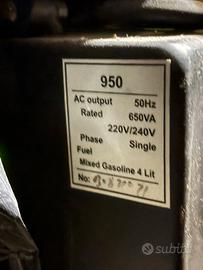 950
AC output 50Hz
Rated 650VA
220V/240V
Phase Single
Fuel
Mixed Gasoline 4 Lit
No:
subito